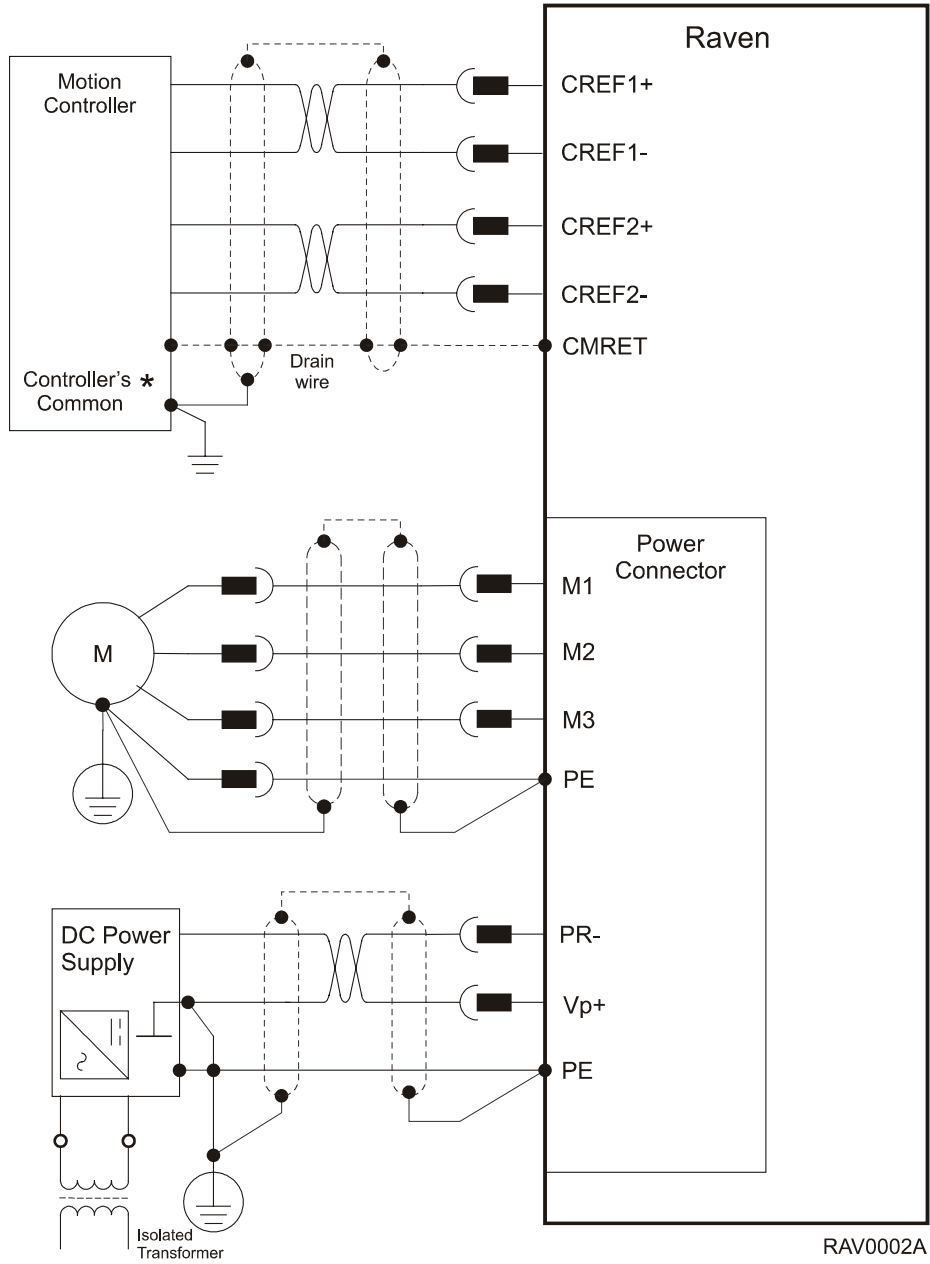 Raven
Motion
Controller
CREF1+
CREF1-
CREF2+
CREF2-
CMRET
Drain
wire
Controller's *
Common
Power
Connector
M1
M
M2
M3
PE
DC Power
Supply
PR-
Vp+
PE
Isolated
Transformer
RAV0002A